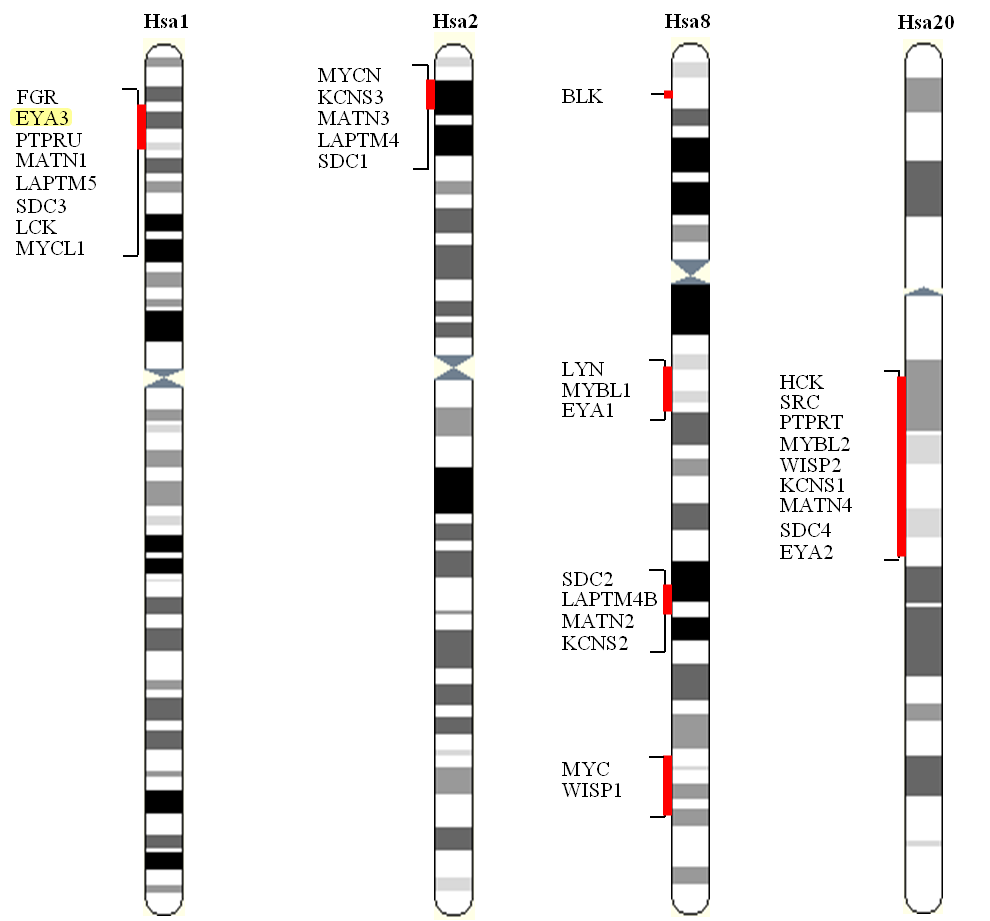 Hsa1
FGR
EYA3
PTPRU
MATN1
LAPTM5
SDC3
LCK
MYCL1
Hsa2
MYCN
KCNS3
MATN3
LAPTM4
SDC1
Hsa8
BLK
LYN
MYBL1
EYA1
SDC2
LAPTM4B
MATN2
KCNS2
MYC
WISP1
Hsa20
HCK
SRC
PTPRT
MYBL2
WISP2
KCNS1
MATN4
SDC4
EYA2